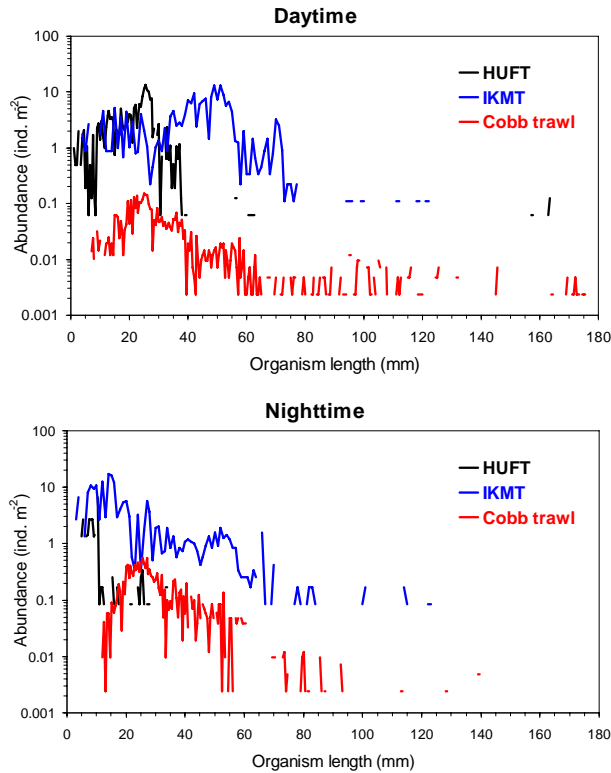 Daytime
100
10
1
0.1
0.01
0.001
Abundance (ind. m⁻²)
HUFT
IKMT
Cobb trawl
0 20 40 60 80 100 120 140 160 180
Organism length (mm)
Nighttime
100
10
1
0.1
0.01
0.001
Abundance (ind. m⁻²)
HUFT
IKMT
Cobb trawl
0 20 40 60 80 100 120 140 160 180
Organism length (mm)